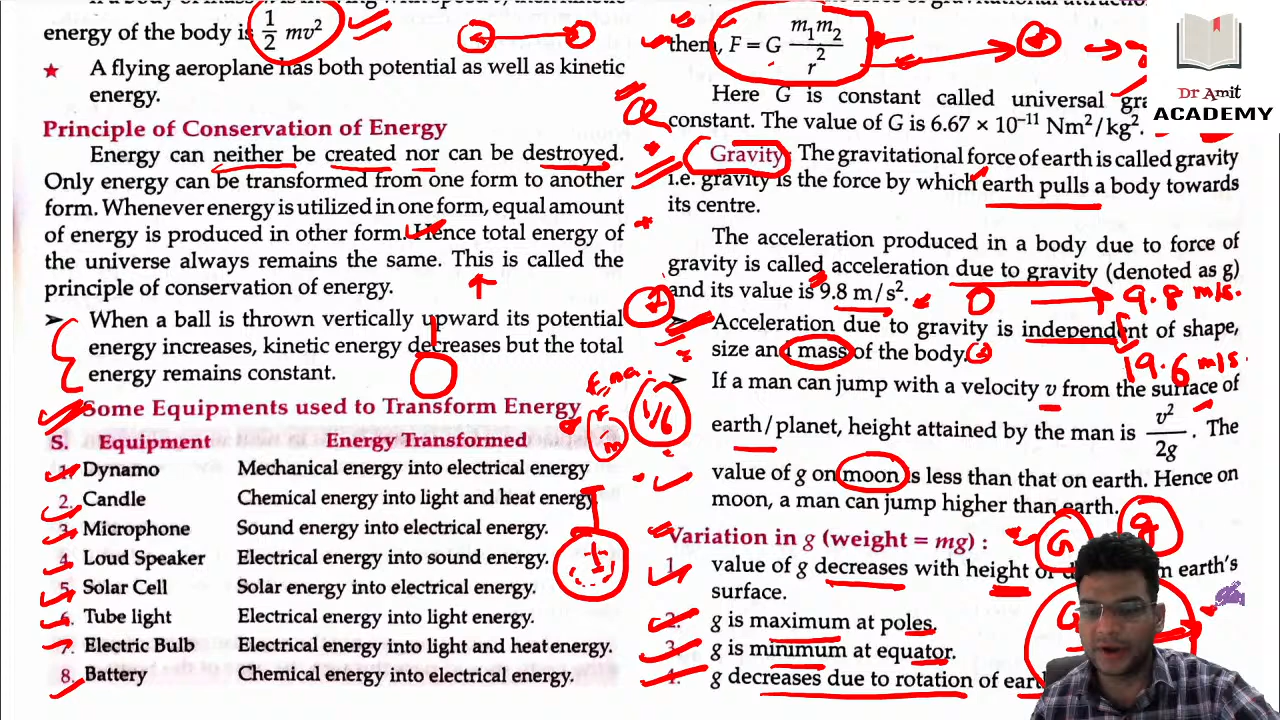 energy of the body is 1/2 mv²
★ A flying aeroplane has both potential as well as kinetic
energy.
Principle of Conservation of Energy
Energy can neither be created nor can be destroyed.
Only energy can be transformed from one form to another
form. Whenever energy is utilized in one form, equal amount
of energy is produced in other form. Hence total energy of
the universe always remains the same. This is called the
principle of conservation of energy.
➤ When a ball is thrown vertically upward its potential
energy increases, kinetic energy decreases but the total
energy remains constant.
Some Equipments used to Transform Energy
S. Equipment Energy Transformed
1. Dynamo Mechanical energy into electrical energy
2. Candle Chemical energy into light and heat energy.
3. Microphone Sound energy into electrical energy.
4. Loud Speaker Electrical energy into sound energy.
5. Solar Cell Solar energy into electrical energy.
6. Tube light Electrical energy into light energy.
7. Electric Bulb Electrical energy into light and heat energy.
8. Battery Chemical energy into electrical energy.
them, F = G m₁m₂/r²
Here G is constant called universal
constant. The value of G is 6.67 × 10⁻¹¹ Nm²/kg².
Gravity : The gravitational force of earth is called gravity
i.e. gravity is the force by which earth pulls a body towards
its centre.
The acceleration produced in a body due to force of
gravity is called acceleration due to gravity (denoted as g)
and its value is 9.8 m/s².
9.8 m/s.
➤ Acceleration due to gravity is independent of shape,
size and mass of the body.
19.6 m/s.
➤ If a man can jump with a velocity v from the surface of
earth/planet, height attained by the man is v²/2g. The
1/6
value of g on moon is less than that on earth. Hence on
moon, a man can jump higher than earth.
G g
Variation in g (weight = mg) :
1. value of g decreases with height or earth's
surface.
2. g is maximum at poles.
3. g is minimum at equator.
4. g decreases due to rotation of
Dr Amit
ACADEMY